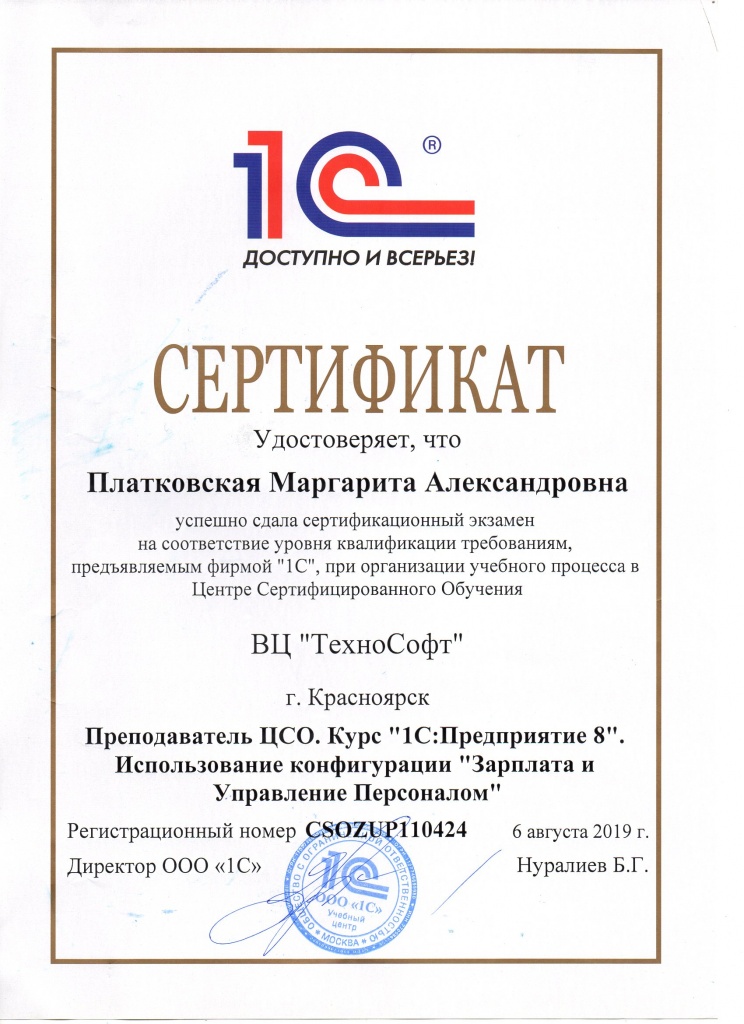 1С®
ДОСТУПНО И ВСЕРЬЕЗ!
СЕРТИФИКАТ
Удостоверяет, что
Платковская Маргарита Александровна
успешно сдала сертификационный экзамен
на соответствие уровня квалификации требованиям,
предъявляемым фирмой "1С", при организации учебного процесса в
Центре Сертифицированного Обучения
ВЦ "ТехноСофт"
г. Красноярск
Преподаватель ЦСО. Курс "1С:Предприятие 8".
Использование конфигурации "Зарплата и
Управление Персоналом"
Регистрационный номер CSOZUP110424 6 августа 2019 г.
Директор ООО «1С» Нуралиев Б.Г.
ОБЩЕСТВО С ОГРАНИЧЕННОЙ ОТВЕТСТВЕННОСТЬЮ
1С
ООО «1С»
Учебный
центр
МОСКВА